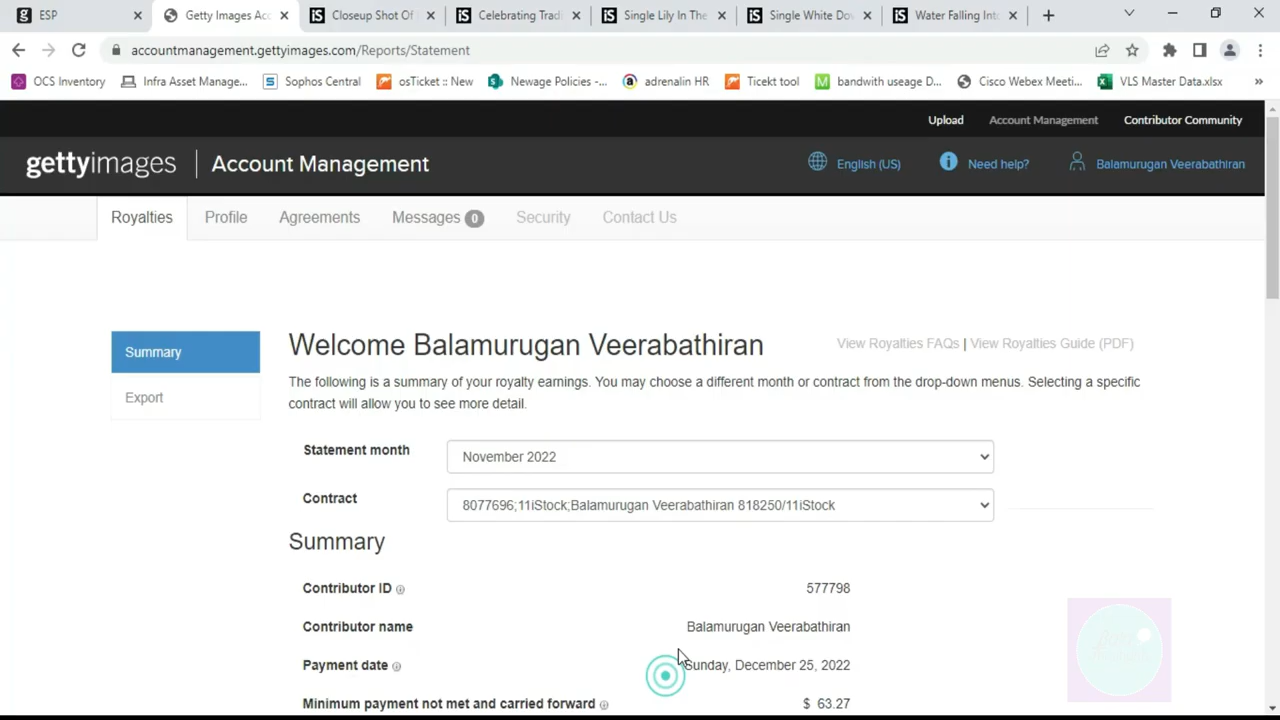 ESP
Getty Images Acc
Closeup Shot Of
Celebrating Tradi
Single Lily In The
Single White Do
Water Falling Int
accountmanagement.gettyimages.com/Reports/Statement
OCS Inventory
Infra Asset Manage...
Sophos Central
osTicket :: New
Newage Policies -...
adrenalin HR
Ticekt tool
bandwith useage D...
Cisco Webex Meeti...
VLS Master Data.xlsx
Upload
Account Management
Contributor Community
gettyimages
Account Management
English (US)
Need help?
Balamurugan Veerabathiran
Royalties
Profile
Agreements
Messages 0
Security
Contact Us
Summary
Export
Welcome Balamurugan Veerabathiran
View Royalties FAQs | View Royalties Guide (PDF)
The following is a summary of your royalty earnings. You may choose a different month or contract from the drop-down menus. Selecting a specific
contract will allow you to see more detail.
Statement month
November 2022
Contract
8077696;11iStock;Balamurugan Veerabathiran 818250/11iStock
Summary
Contributor ID
577798
Contributor name
Balamurugan Veerabathiran
Payment date
Sunday, December 25, 2022
Minimum payment not met and carried forward
$ 63.27